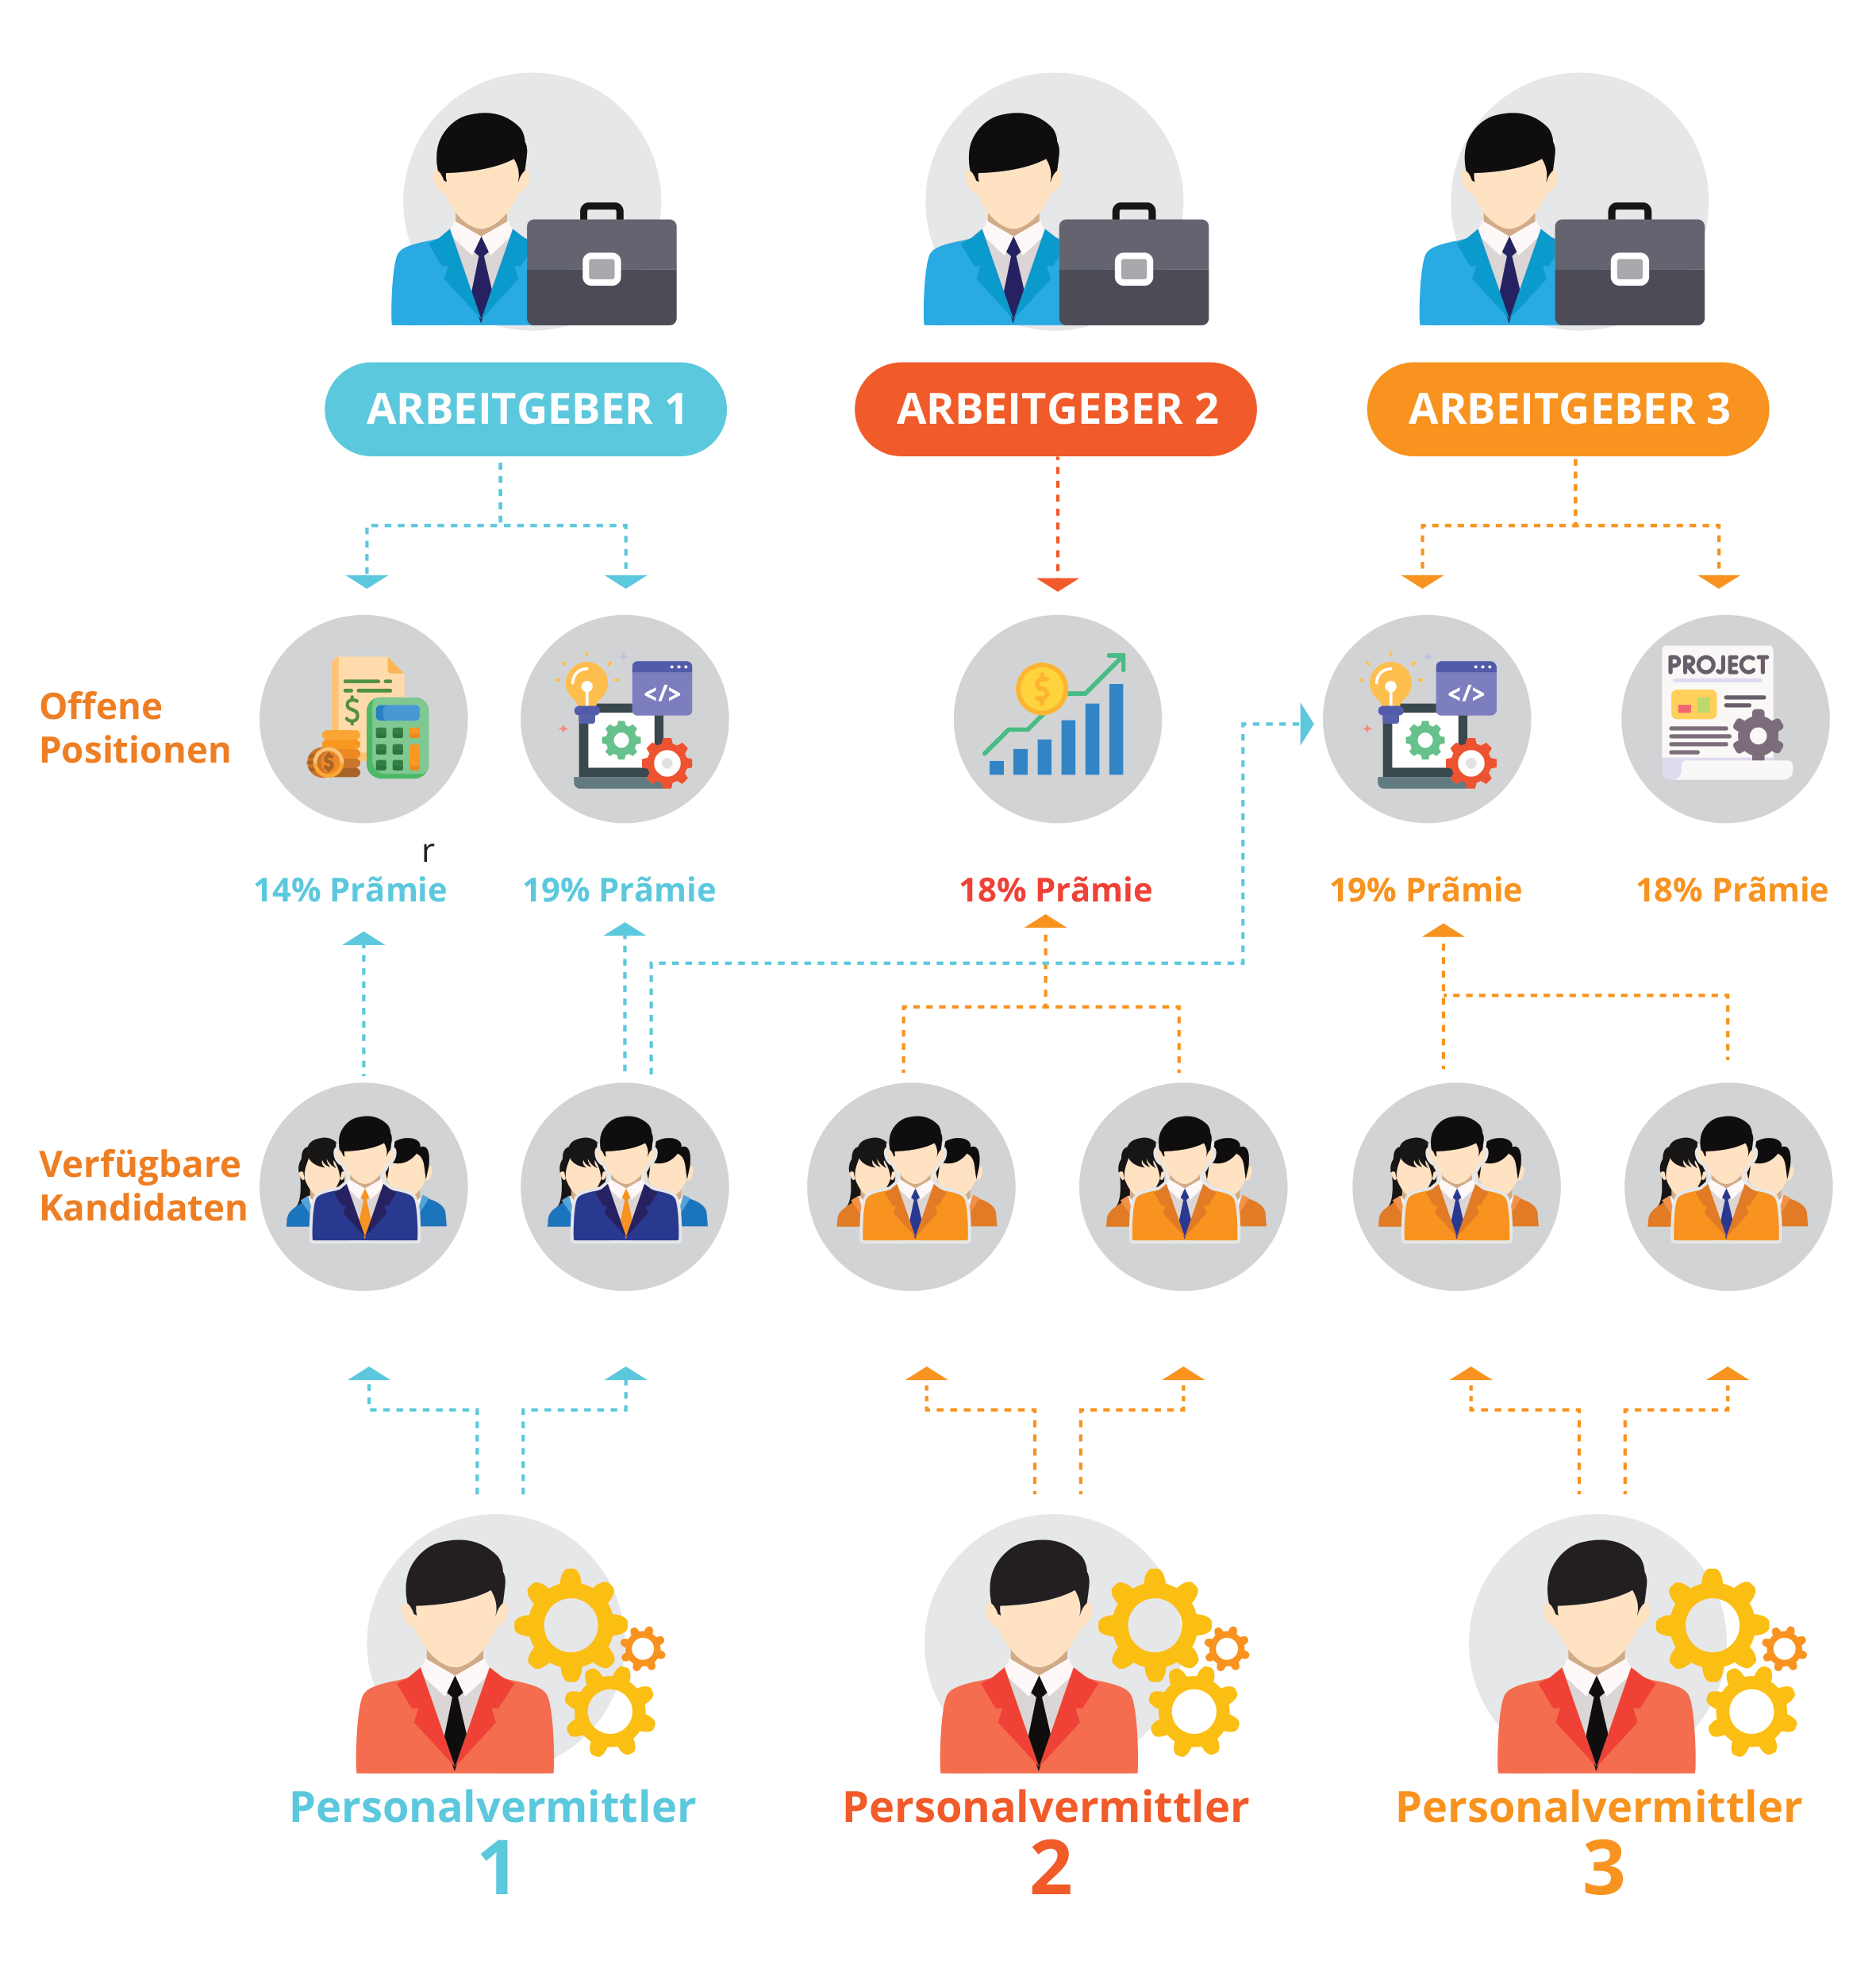 ARBEITGEBER 1
ARBEITGEBER 2
ARBEITGEBER 3
Offene
Positionen
</>
</>
PROJECT
r
14% Prãmie
19% Prãmie
18% Prãmie
19% Prãmie
18% Prãmie
Verfügbare
Kandidaten
Personalvermittler
1
Personalvermittler
2
Personalvermittler
3